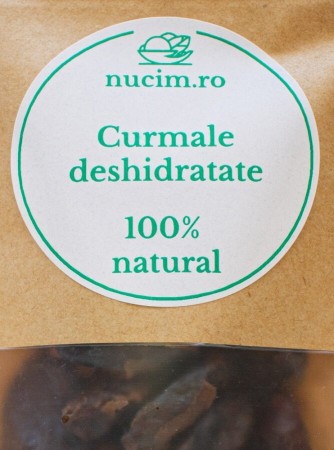 nucim.ro
Curmale
deshidratate
100%
natural